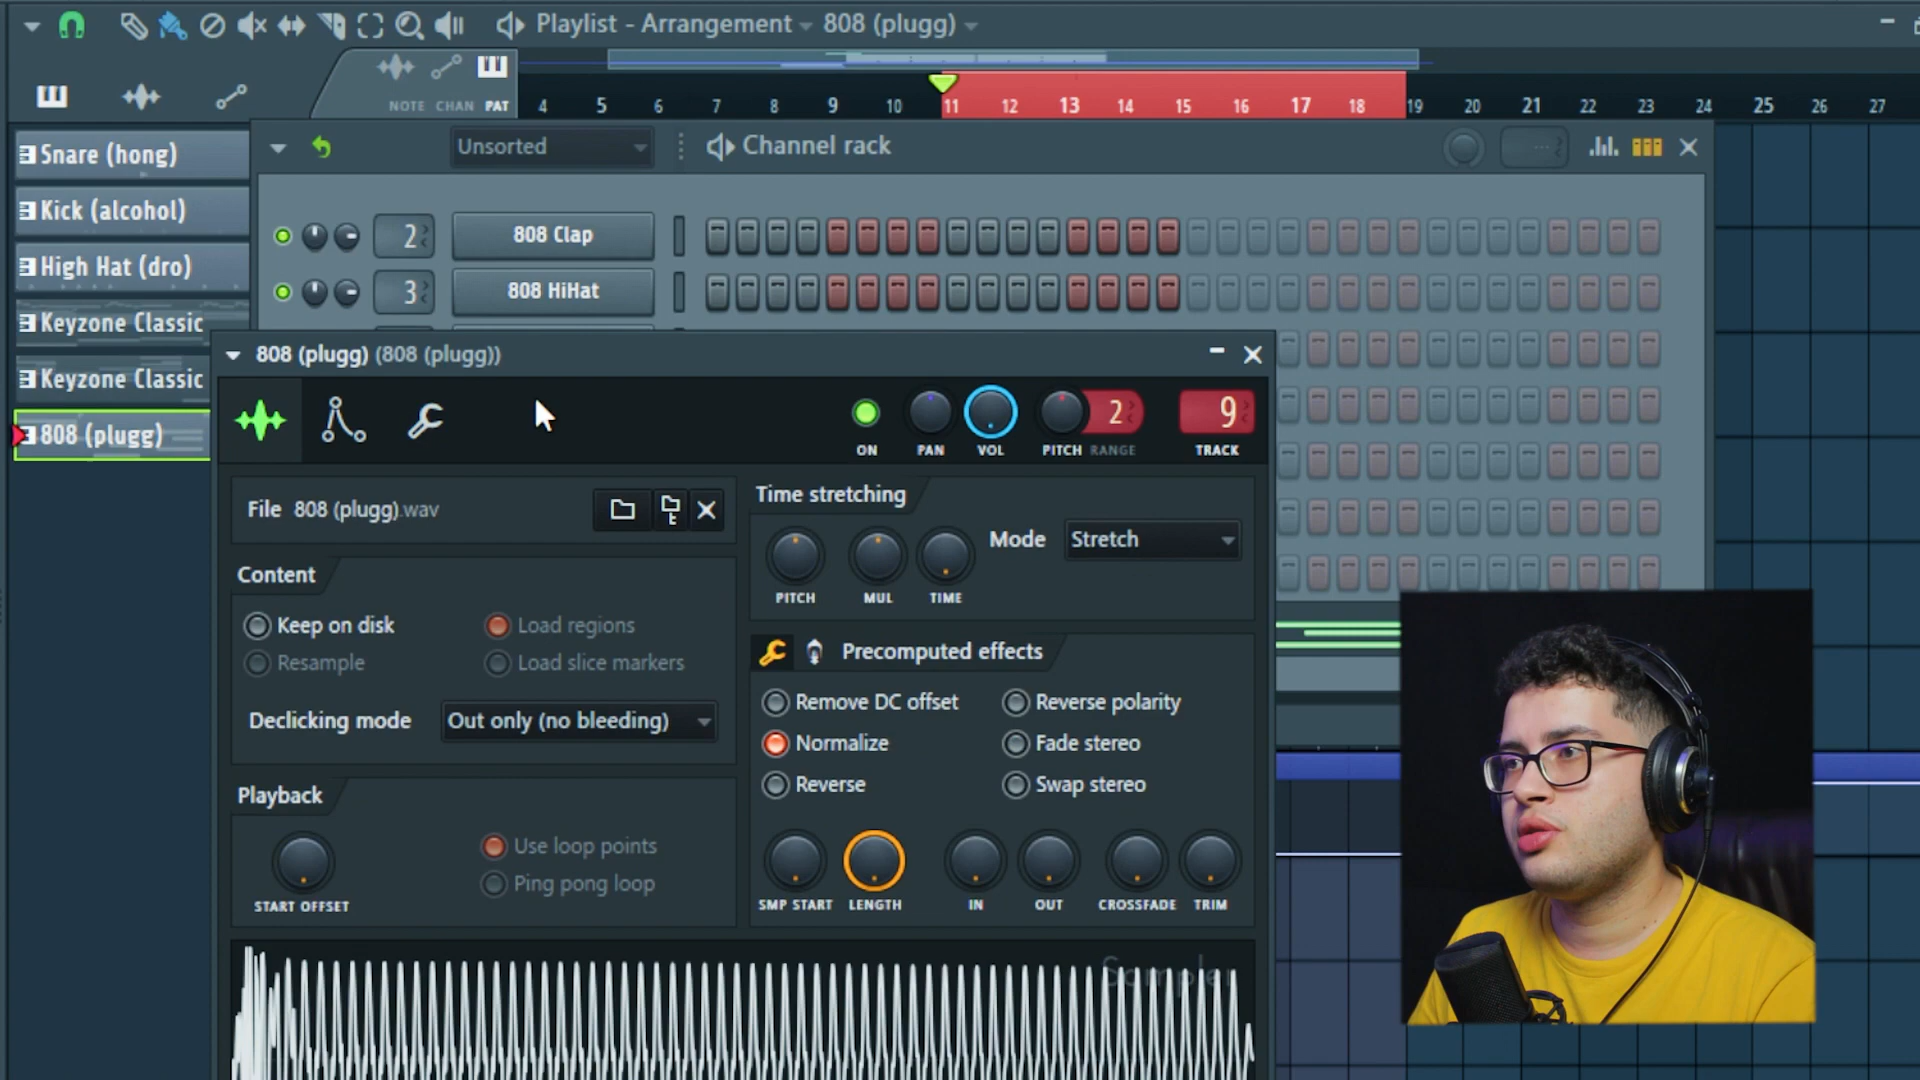 Playlist - Arrangement 808 (plugg)
NOTE CHAN PAT
4 5 6 7 8 9 10 11 12 13 14 15 16 17 18 19 20 21 22 23 24 25 26 27
Snare (hong)
Kick (alcohol)
High Hat (dro)
Keyzone Classic
Keyzone Classic
808 (plugg)
Unsorted
Channel rack
2 808 Clap
3 808 HiHat
808 (plugg) (808 (plugg))
2 9
ON PAN VOL PITCH RANGE TRACK
File 808 (plugg).wav
Content
Keep on disk
Load regions
Resample
Load slice markers
Declicking mode Out only (no bleeding)
Playback
Use loop points
Ping pong loop
START OFFSET
Time stretching
Mode Stretch
PITCH MUL TIME
Precomputed effects
Remove DC offset
Reverse polarity
Normalize
Fade stereo
Reverse
Swap stereo
SMP START LENGTH IN OUT CROSSFADE TRIM
Sampler